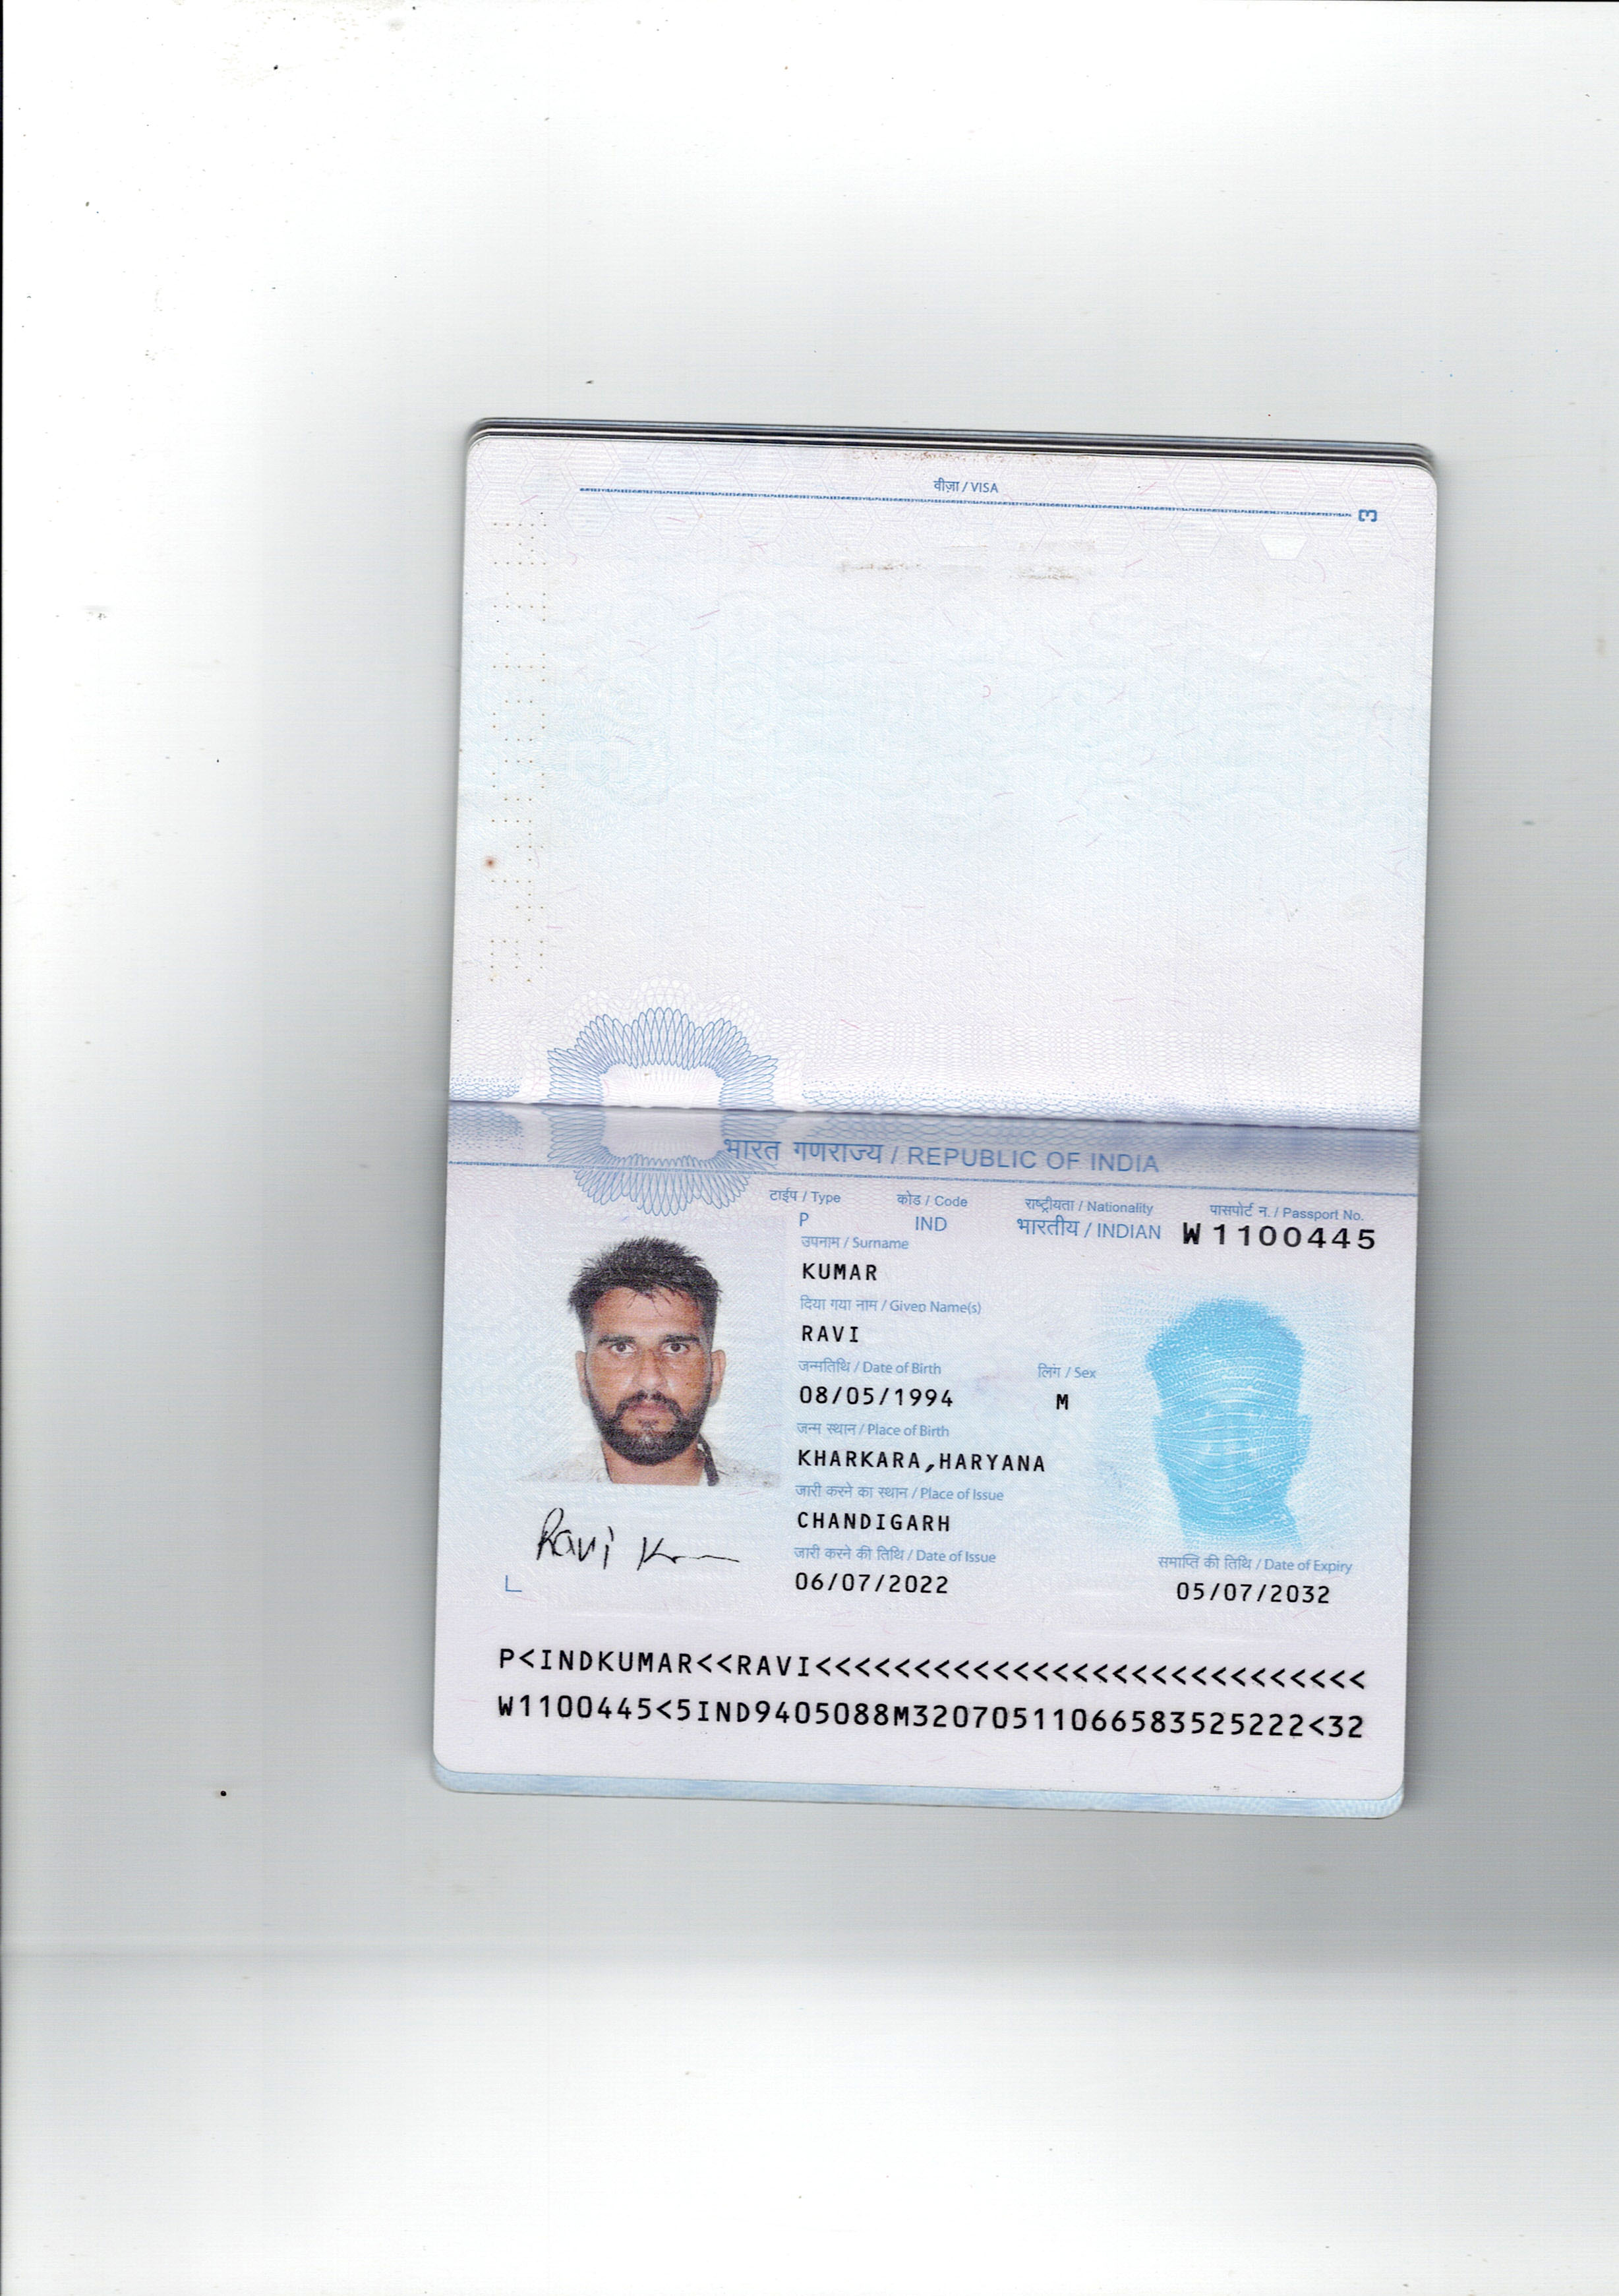 वीज़ा / VISA
3
भारत गणराज्य / REPUBLIC OF INDIA
टाईप / Type कोड / Code राष्ट्रीयता / Nationality पासपोर्ट न. / Passport No.
P IND भारतीय / INDIAN W1100445
उपनाम / Surname
KUMAR
दिया गया नाम / Given Name(s)
RAVI
जन्मतिथि / Date of Birth लिंग / Sex
08/05/1994 M
जन्म स्थान / Place of Birth
KHARKARA,HARYANA
जारी करने का स्थान / Place of Issue
CHANDIGARH
जारी करने की तिथि / Date of Issue समाप्ति की तिथि / Date of Expiry
06/07/2022 05/07/2032
Ravi
P<INDKUMAR<<RAVI<<<<<<<<<<<<<<<<<<<<<<<<<<<<
W1100445<5IND9405088M32070511066583525222<32